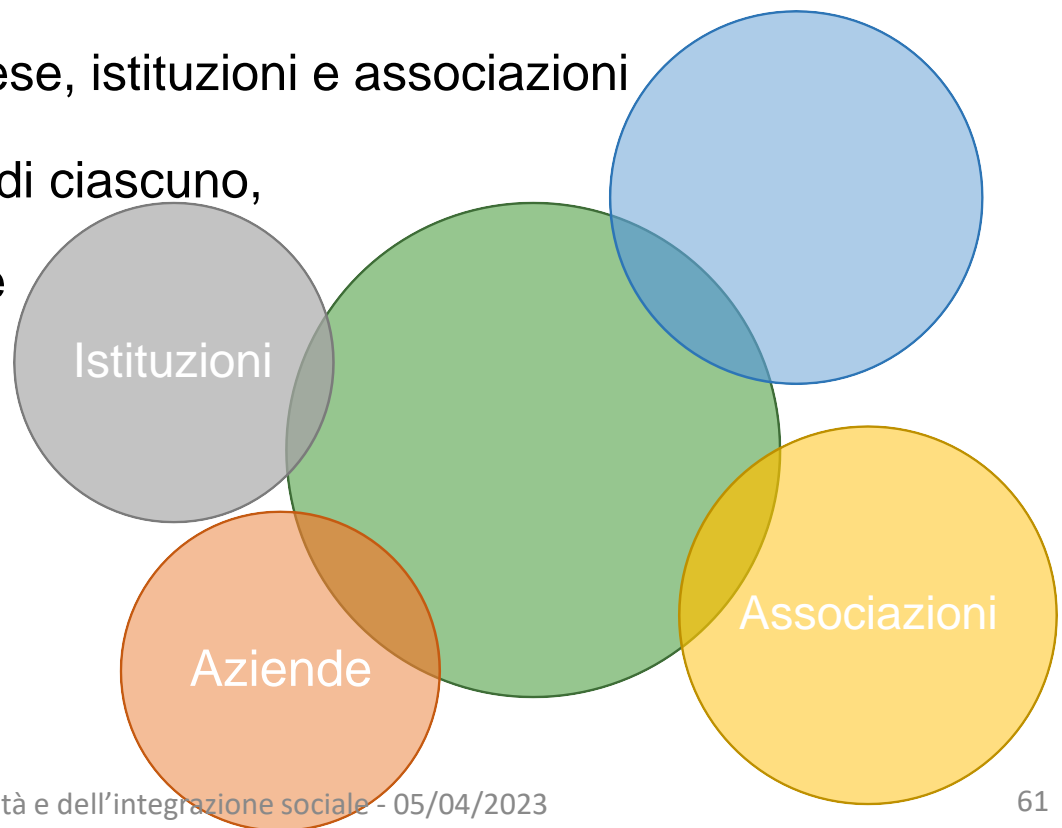 ese, istituzioni e associazioni
di ciascuno,
e
Istituzioni
Associazioni
Aziende
tà e dell’integrazione sociale - 05/04/2023
61